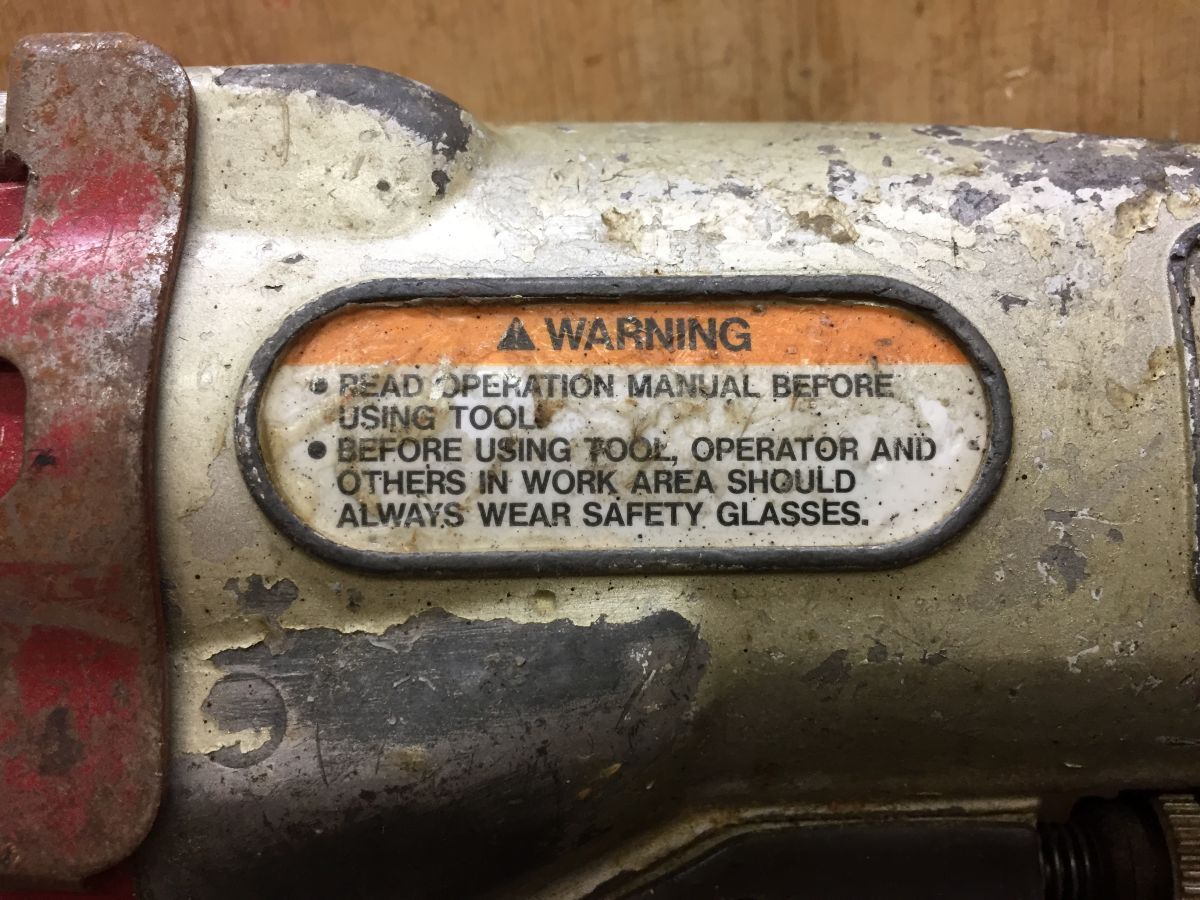 WARNING
• READ OPERATION MANUAL BEFORE
USING TOOL.
• BEFORE USING TOOL, OPERATOR AND
OTHERS IN WORK AREA SHOULD
ALWAYS WEAR SAFETY GLASSES.